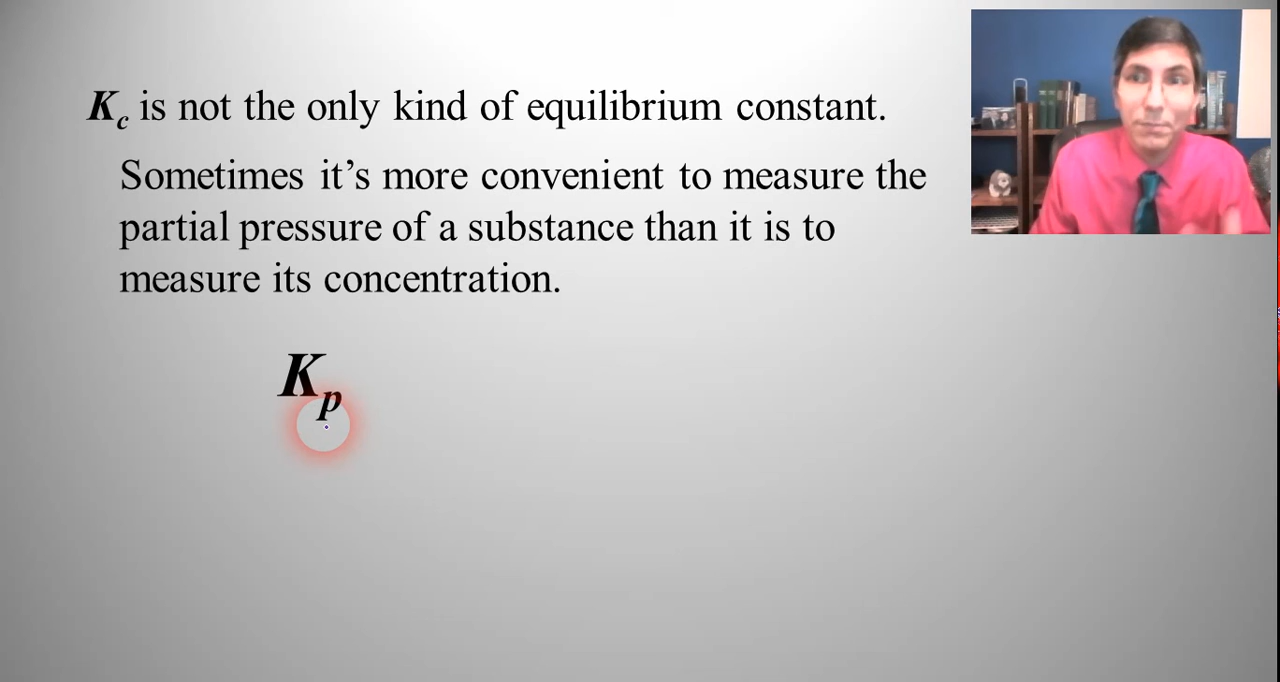 Kc is not the only kind of equilibrium constant.
Sometimes it’s more convenient to measure the
partial pressure of a substance than it is to
measure its concentration.
Kp